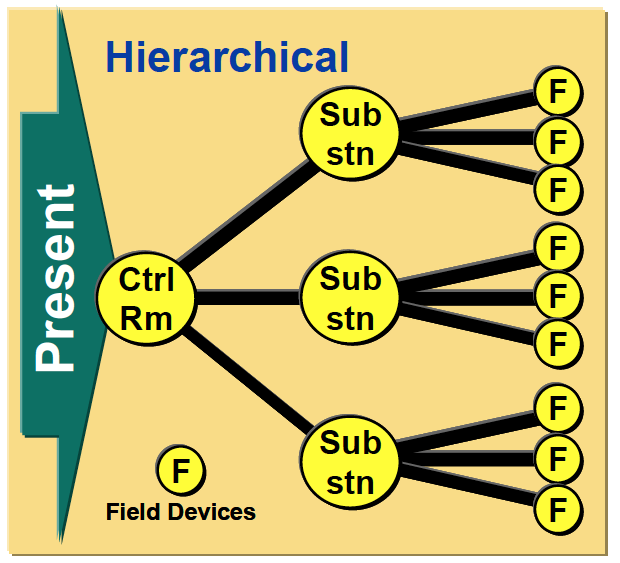 Hierarchical
Present
Ctrl
Rm
Sub
stn
F
F
F
Sub
stn
F
F
F
Sub
stn
F
F
F
F
Field Devices